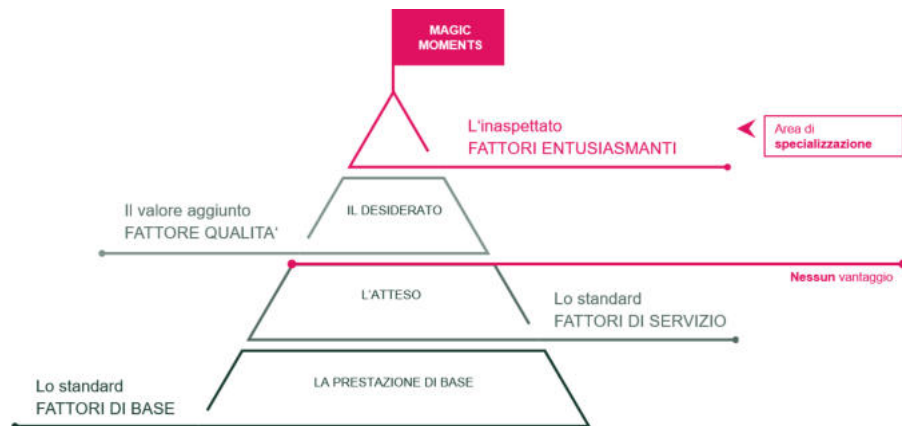 MAGIC
MOMENTS
L'inaspettato
FATTORI ENTUSIASMANTI
Area di
specializzazione
Il valore aggiunto
FATTORE QUALITA'
IL DESIDERATO
Nessun vantaggio
L'ATTESO
Lo standard
FATTORI DI SERVIZIO
LA PRESTAZIONE DI BASE
Lo standard
FATTORI DI BASE